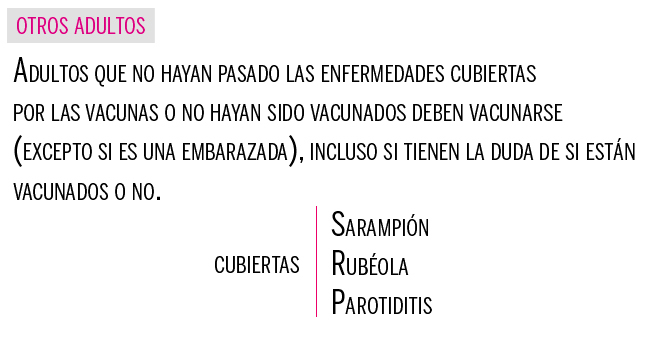 OTROS ADULTOS
ADULTOS QUE NO HAYAN PASADO LAS ENFERMEDADES CUBIERTAS
POR LAS VACUNAS O NO HAYAN SIDO VACUNADOS DEBEN VACUNARSE
(EXCEPTO SI ES UNA EMBARAZADA), INCLUSO SI TIENEN LA DUDA DE SI ESTÁN
VACUNADOS O NO.
SARAMPIÓN
CUBIERTAS
RUBÉOLA
PAROTIDITIS